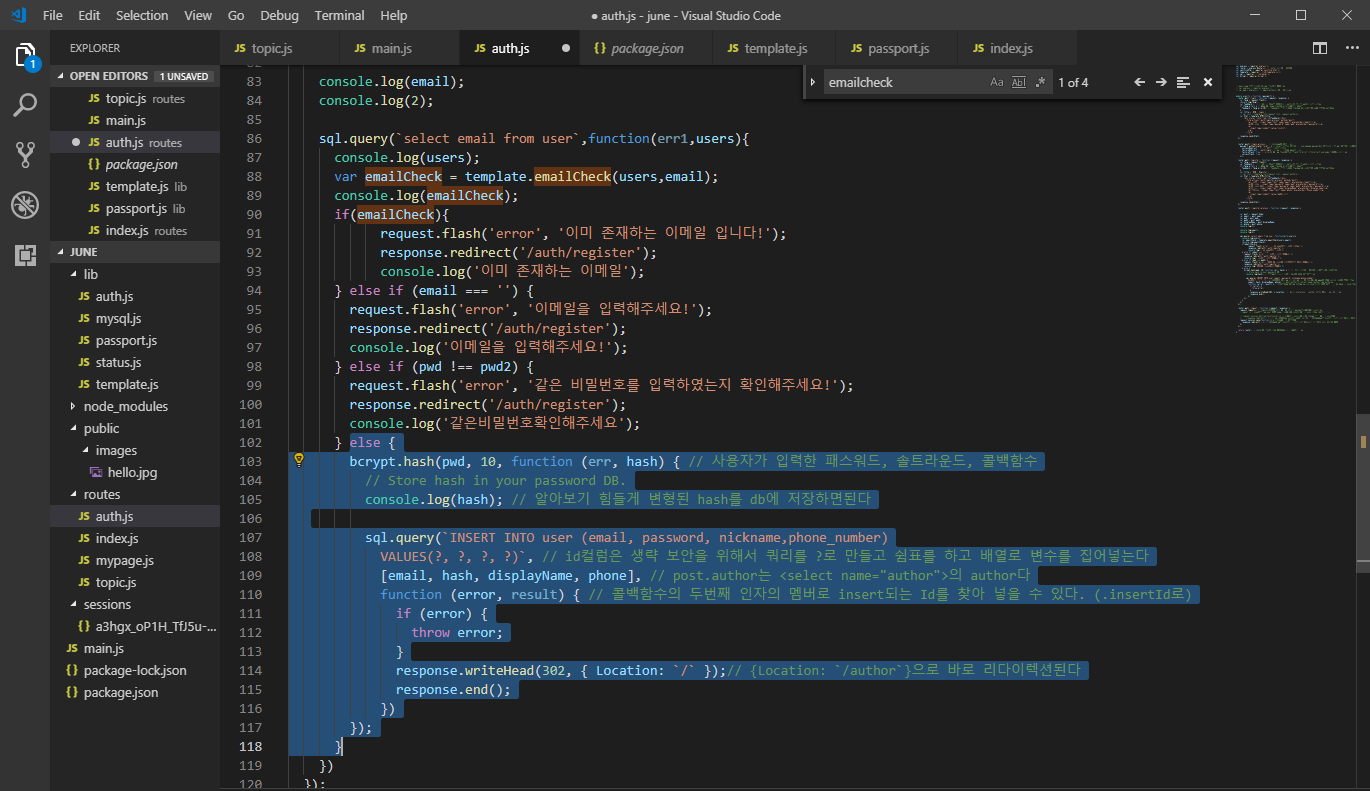 File Edit Selection View Go Debug Terminal Help
● auth.js - june - Visual Studio Code
EXPLORER
JS topic.js
JS main.js
JS auth.js ●
{} package.json
JS template.js
JS passport.js
JS index.js
1
emailcheck
Aa Abl .*
1 of 4
OPEN EDITORS 1 UNSAVED
JS topic.js routes
JS main.js
● JS auth.js routes
{} package.json
JS template.js lib
JS passport.js lib
JS index.js routes
JUNE
lib
JS auth.js
JS mysql.js
JS passport.js
JS status.js
JS template.js
node_modules
public
images
hello.jpg
routes
JS auth.js
JS index.js
JS mypage.js
JS topic.js
sessions
{} a3hgx_oP1H_TfJ5u-...
JS main.js
{} package-lock.json
{} package.json
83 console.log(email);
84 console.log(2);
85
86 sql.query(`select email from user`,function(err1,users){
87 console.log(users);
88 var emailCheck = template.emailCheck(users,email);
89 console.log(emailCheck);
90 if(emailCheck){
91 request.flash('error', '이미 존재하는 이메일 입니다!');
92 response.redirect('/auth/register');
93 console.log('이미 존재하는 이메일');
94 } else if (email === '') {
95 request.flash('error', '이메일을 입력해주세요!');
96 response.redirect('/auth/register');
97 console.log('이메일을 입력해주세요!');
98 } else if (pwd !== pwd2) {
99 request.flash('error', '같은 비밀번호를 입력하였는지 확인해주세요!');
100 response.redirect('/auth/register');
101 console.log('같은비밀번호확인해주세요');
102 } else {
103 bcrypt.hash(pwd, 10, function (err, hash) { // 사용자가 입력한 패스워드, 솔트라운드, 콜백함수
104 // Store hash in your password DB.
105 console.log(hash); // 알아보기 힘들게 변형된 hash를 db에 저장하면된다
106
107 sql.query(`INSERT INTO user (email, password, nickname,phone_number)
108 VALUES(?, ?, ?, ?)`, // id컬럼은 생략 보안을 위해서 쿼리를 ?로 만들고 쉼표를 하고 배열로 변수를 집어넣는다
109 [email, hash, displayName, phone], // post.author는 <select name="author">의 author다
110 function (error, result) { // 콜백함수의 두번째 인자의 멤버로 insert되는 Id를 찾아 넣을 수 있다. (.insertId로)
111 if (error) {
112 throw error;
113 }
114 response.writeHead(302, { Location: `/` });// {Location: `/author`}으로 바로 리다이렉션된다
115 response.end();
116 })
117 });
118 }
119 })
120 });